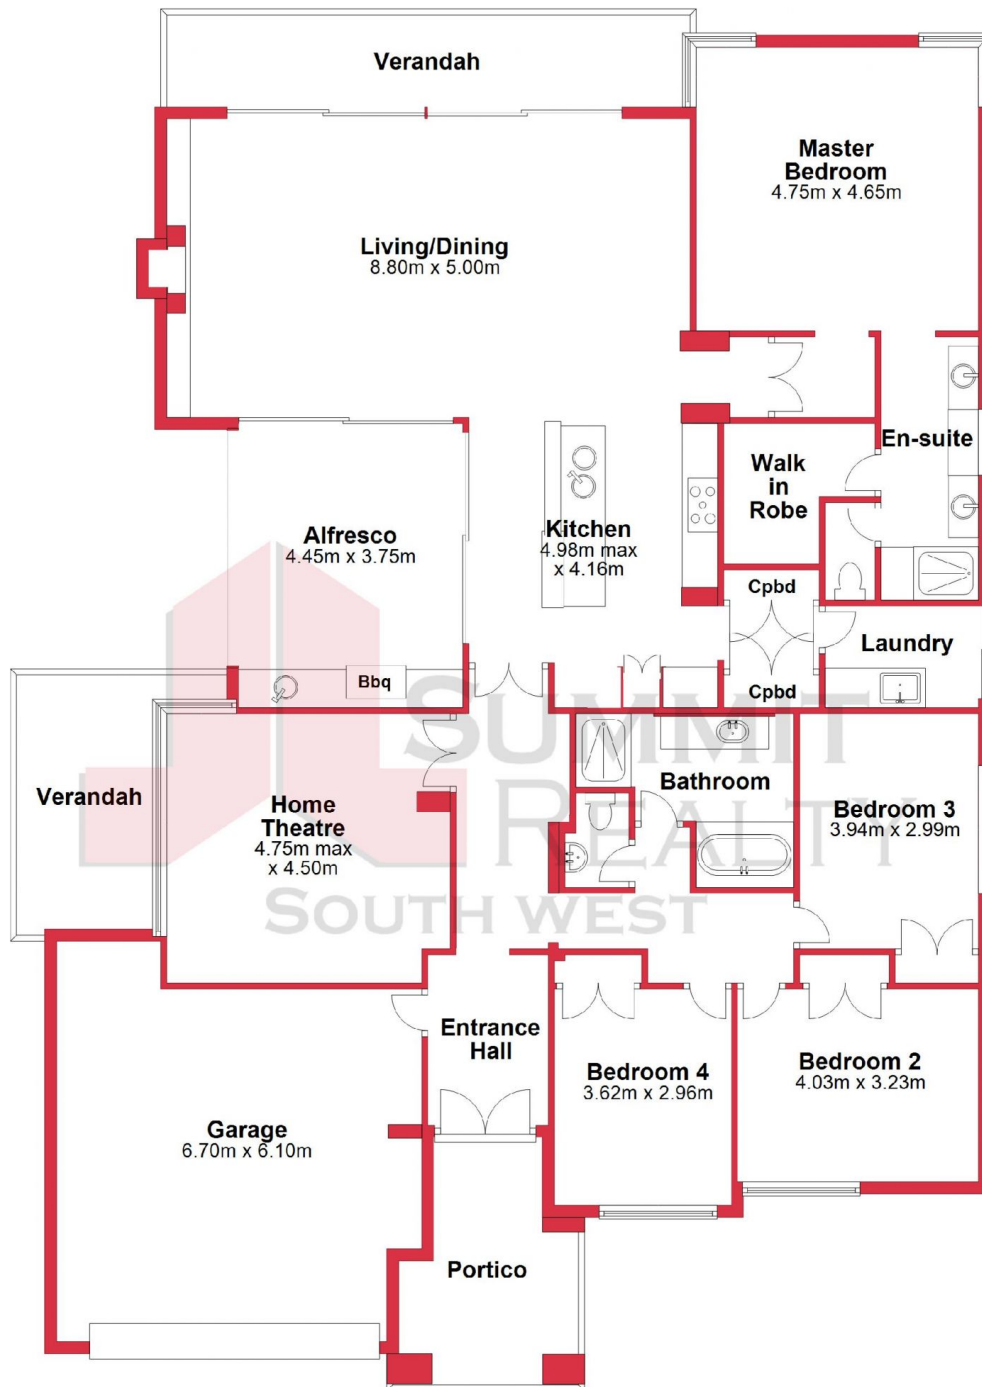 Verandah
Master
Bedroom
4.75m x 4.65m
Living/Dining
8.80m x 5.00m
En-suite
Walk
in
Robe
Alfresco
4.45m x 3.75m
Kitchen
4.98m max
x 4.16m
Cpbd
Laundry
Cpbd
Bbq
SUMMIT
REALTY
SOUTH WEST
Verandah
Home
Theatre
4.75m max
x 4.50m
Bathroom
Bedroom 3
3.94m x 2.99m
Entrance
Hall
Bedroom 4
3.62m x 2.96m
Bedroom 2
4.03m x 3.23m
Garage
6.70m x 6.10m
Portico